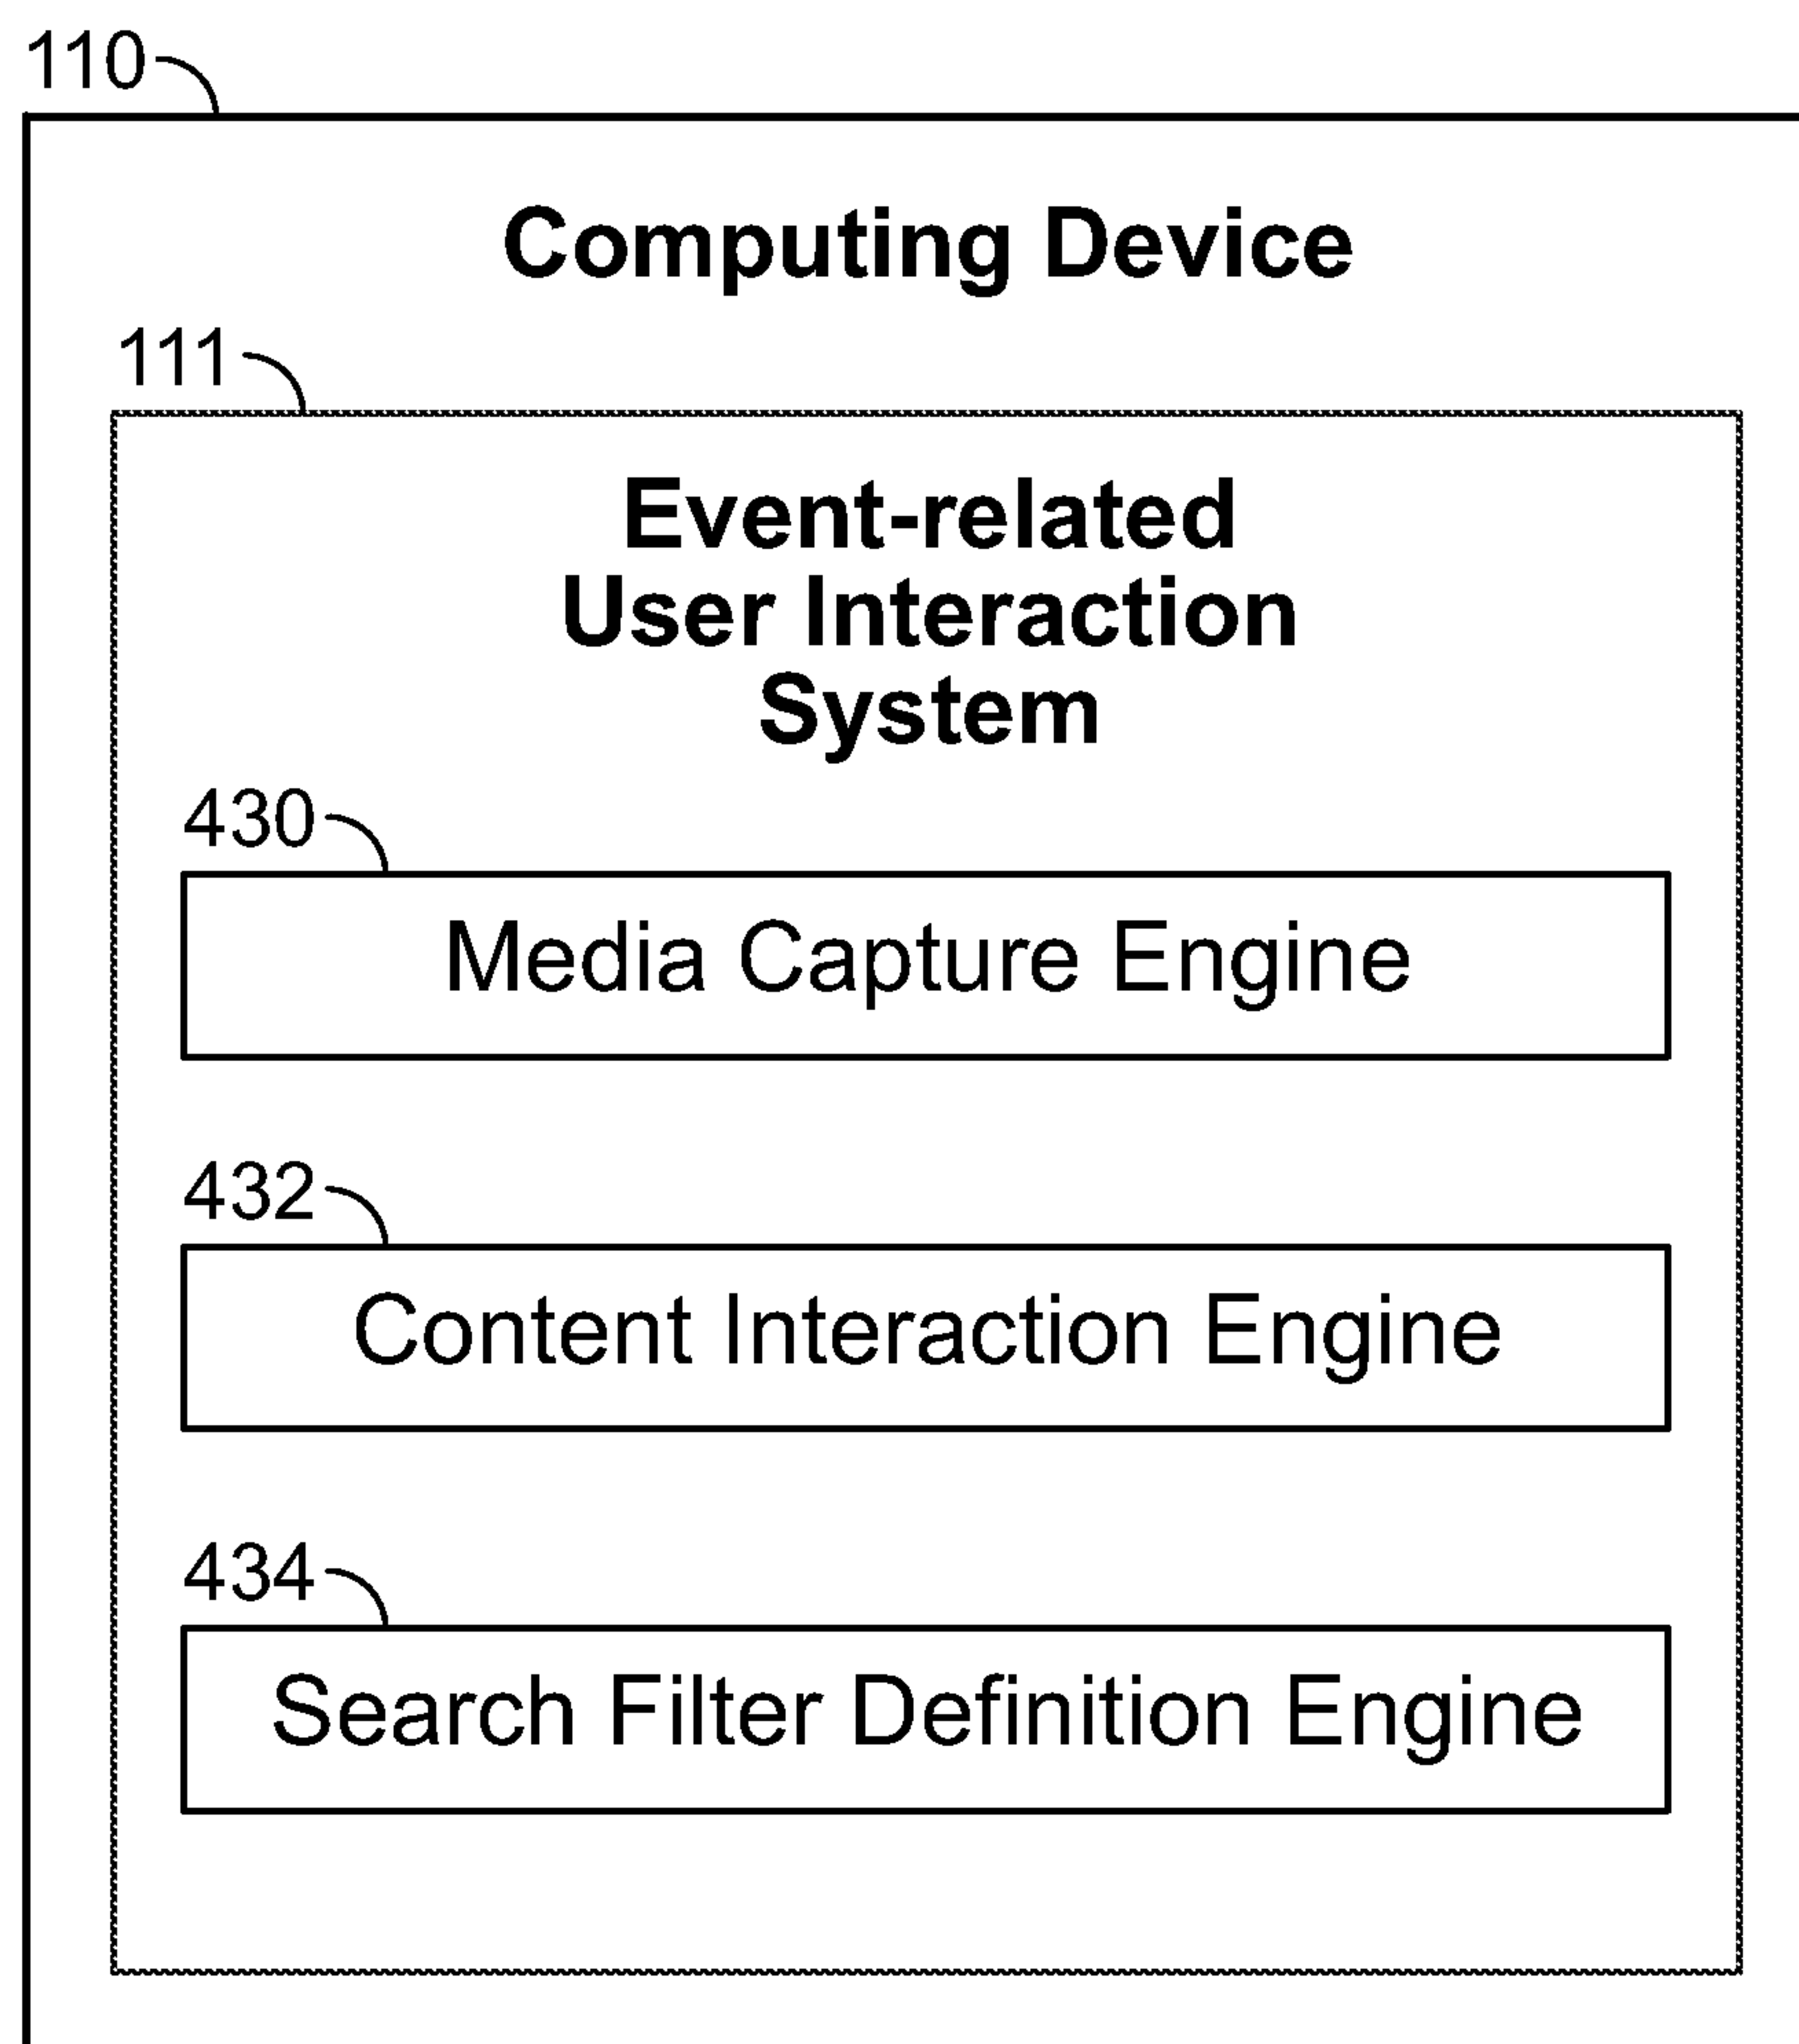 110
Computing Device
111
Event-related
User Interaction
System
430
Media Capture Engine
432
Content Interaction Engine
434
Search Filter Definition Engine